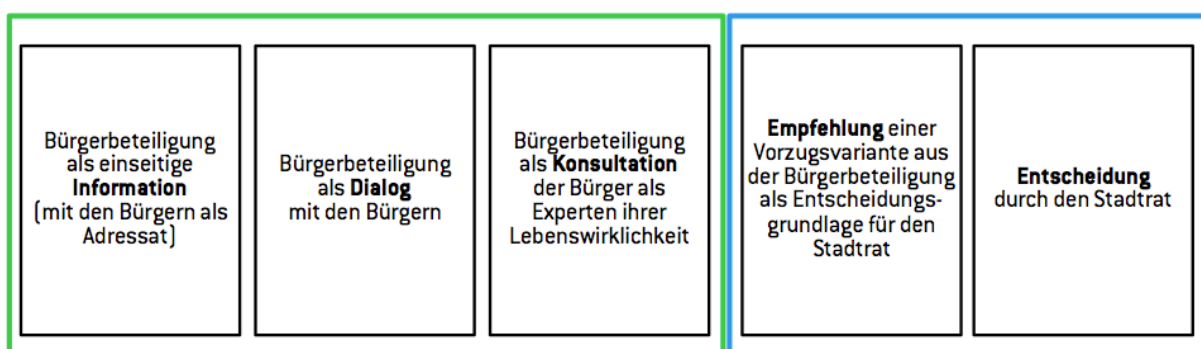 Bürgerbeteiligung
als einseitige
Information
(mit den Bürgern als
Adressat)
Bürgerbeteiligung
als Dialog
mit den Bürgern
Bürgerbeteiligung
als Konsultation
der Bürger als
Experten ihrer
Lebenswirklichkeit
Empfehlung einer
Vorzugsvariante aus
der Bürgerbeteiligung
als Entscheidungs-
grundlage für den
Stadtrat
Entscheidung
durch den Stadtrat